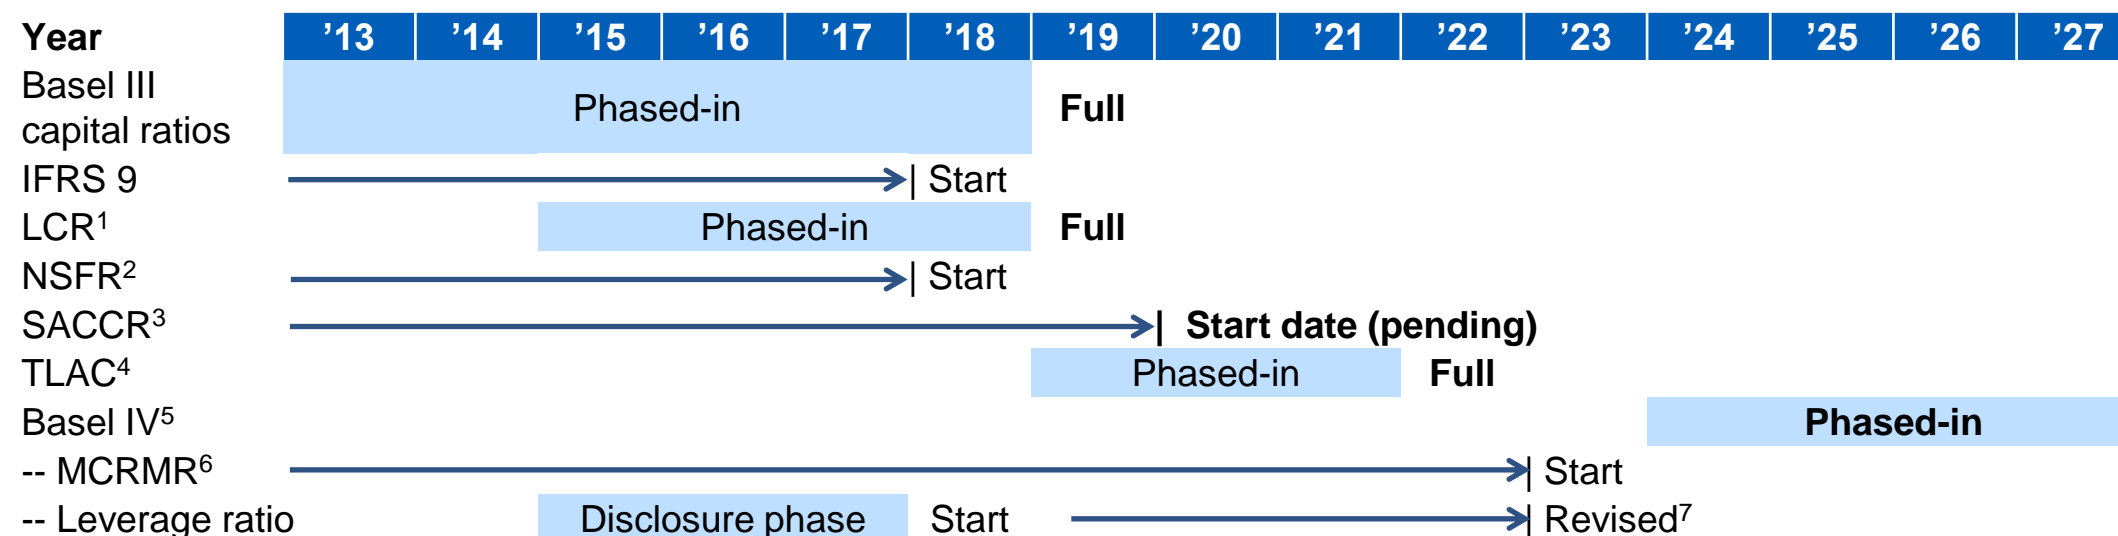 Year ’13 ’14 ’15 ’16 ’17 ’18 ’19 ’20 ’21 ’22 ’23 ’24 ’25 ’26 ’27
Basel III
capital ratios Phased-in Full
IFRS 9 | Start
LCR¹ Phased-in Full
NSFR² | Start
SACCR³ | Start date (pending)
TLAC⁴ Phased-in Full
Basel IV⁵ Phased-in
-- MCRMR⁶ | Start
-- Leverage ratio Disclosure phase Start | Revised⁷